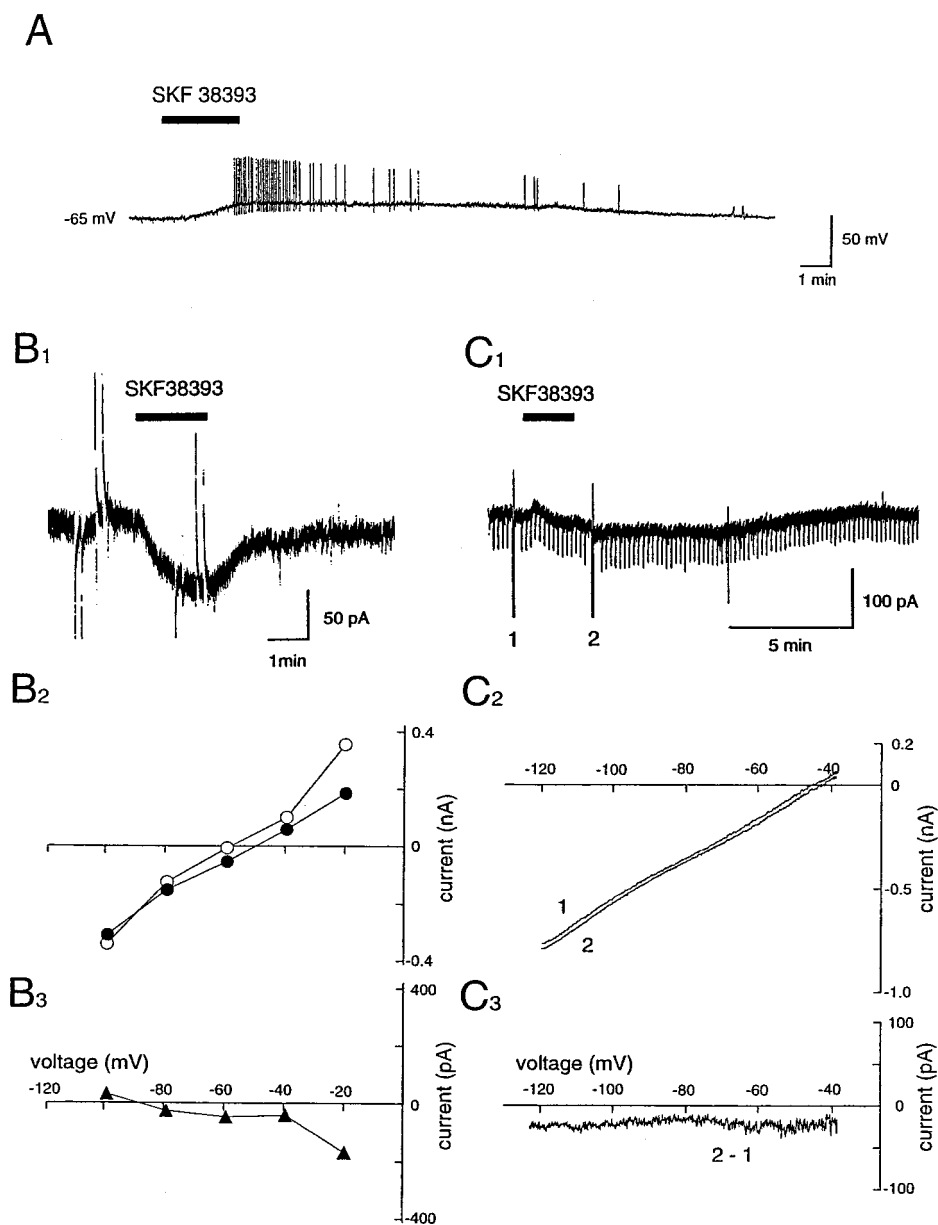 A
SKF 38393
-65 mV
50 mV
1 min
B1
SKF38393
50 pA
1min
C1
SKF38393
100 pA
1
2
5 min
B2
0.4
0
-0.4
current (nA)
C2
0.2
-120 -100 -80 -60 -40
0
1
2
-0.5
-1.0
current (nA)
B3
400
voltage (mV)
-120 -100 -80 -60 -40 -20
0
-400
current (pA)
C3
100
voltage (mV)
-120 -100 -80 -60 -40
0
2 - 1
-100
current (pA)